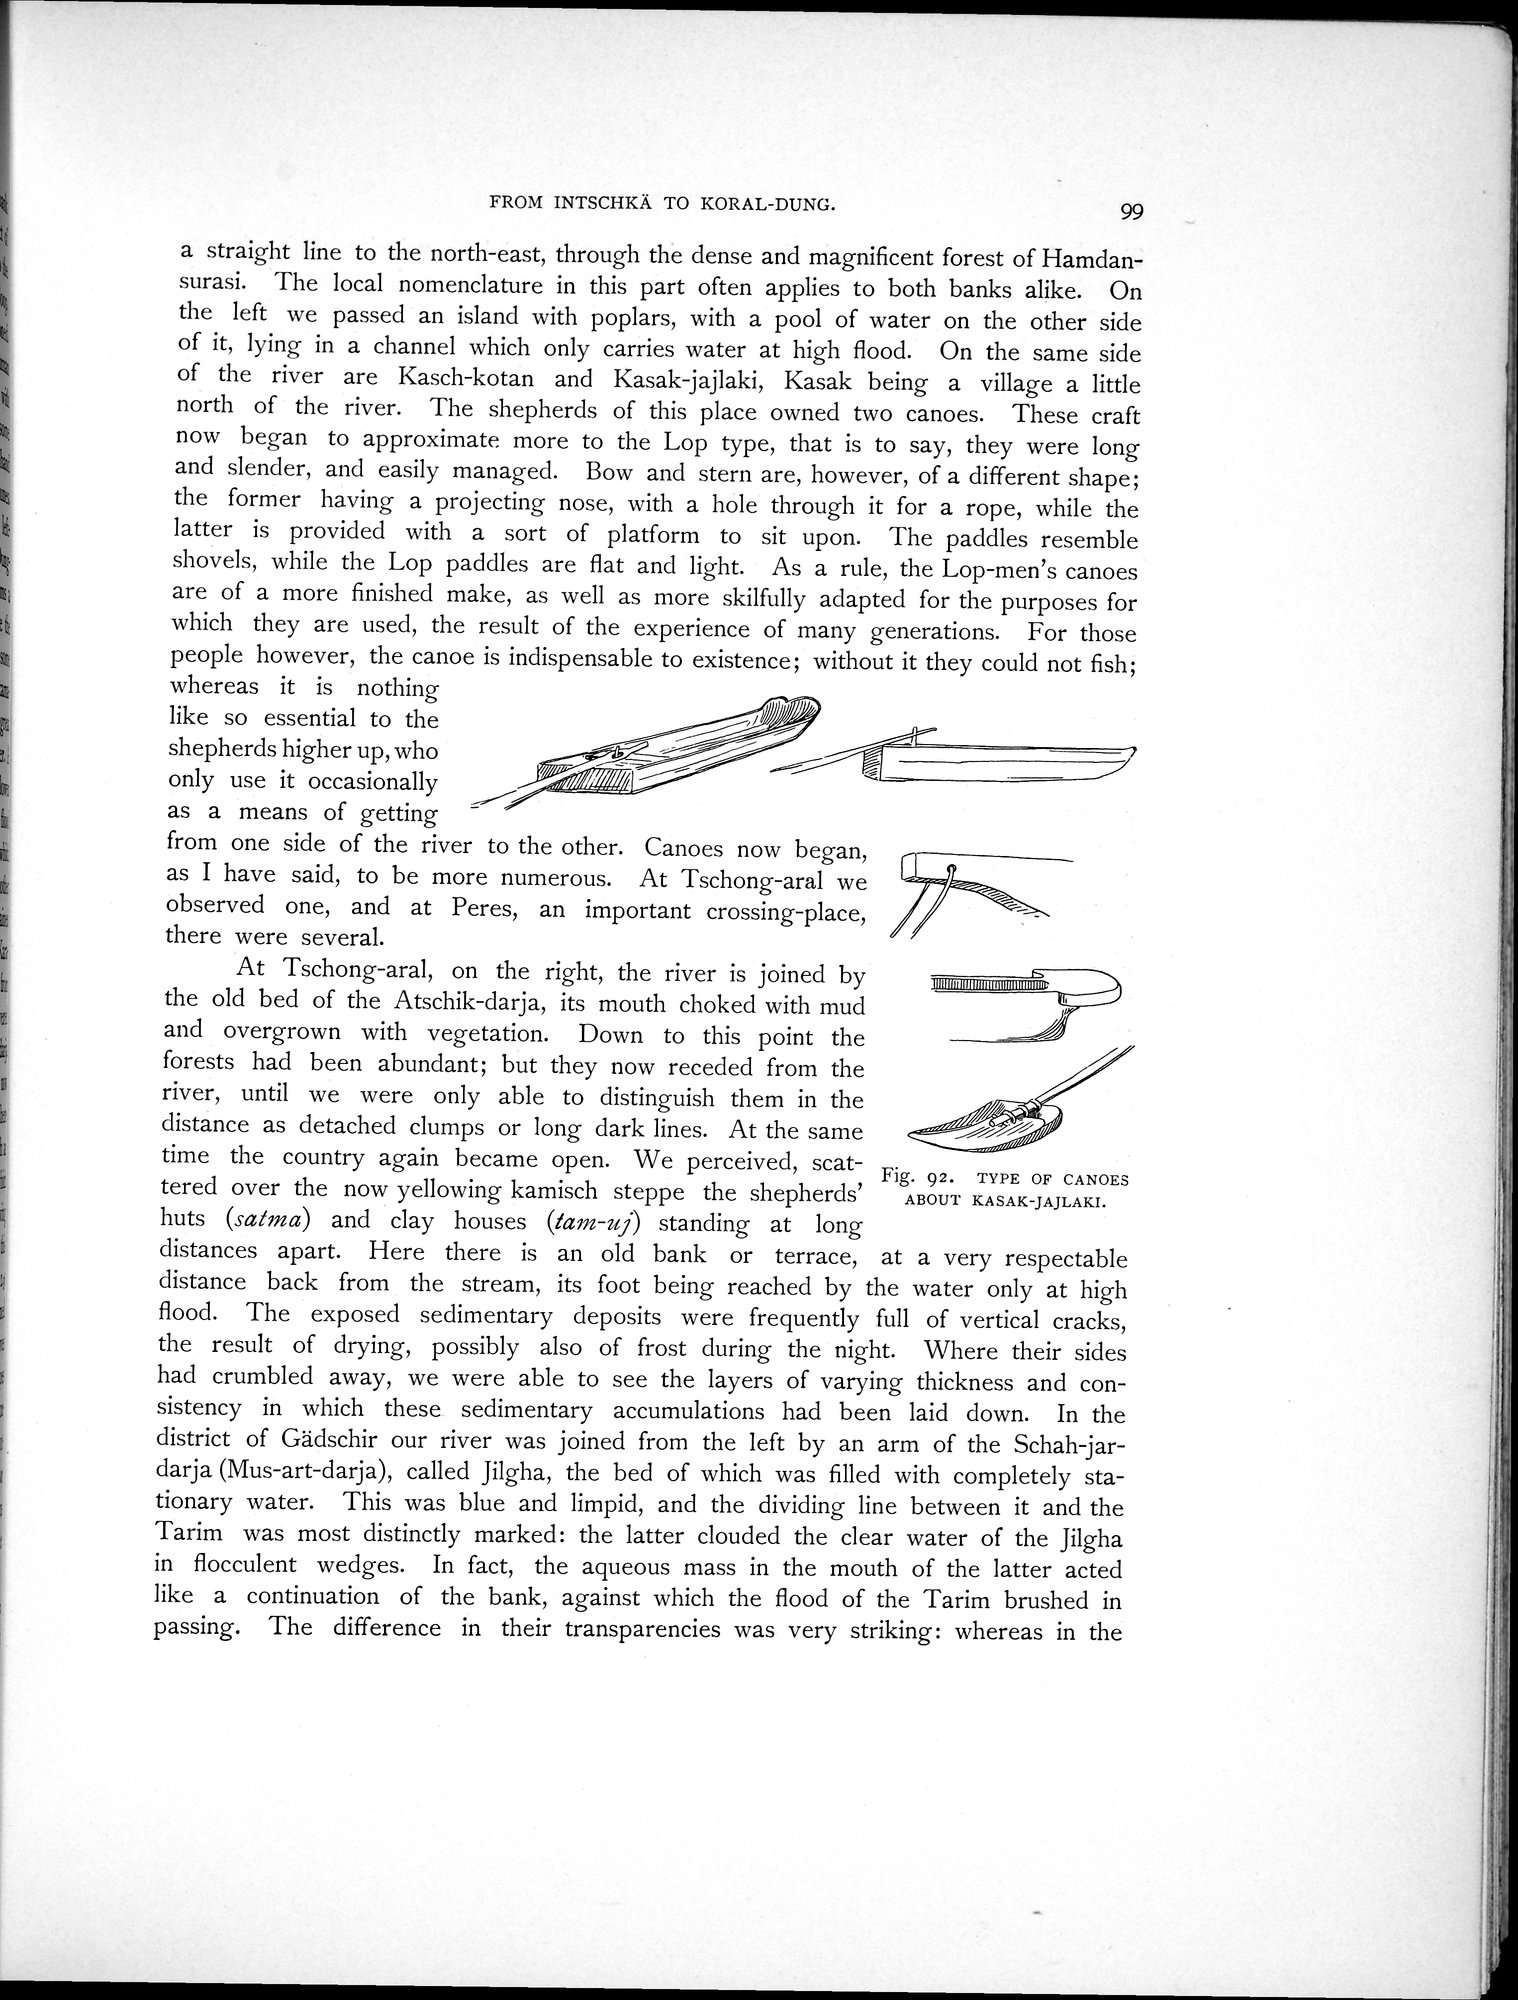 FROM INTSCHKÄ TO KORAL-DUNG.
99
a straight line to the north-east, through the dense and magnificent forest of Hamdan-
surasi. The local nomenclature in this part often applies to both banks alike. On
the left we passed an island with poplars, with a pool of water on the other side
of it, lying in a channel which only carries water at high flood. On the same side
of the river are Kasch-kotan and Kasak-jajlaki, Kasak being a village a little
north of the river. The shepherds of this place owned two canoes. These craft
now began to approximate more to the Lop type, that is to say, they were long
and slender, and easily managed. Bow and stern are, however, of a different shape;
the former having a projecting nose, with a hole through it for a rope, while the
latter is provided with a sort of platform to sit upon. The paddles resemble
shovels, while the Lop paddles are flat and light. As a rule, the Lop-men's canoes
are of a more finished make, as well as more skilfully adapted for the purposes for
which they are used, the result of the experience of many generations. For those
people however, the canoe is indispensable to existence; without it they could not fish;
whereas it is nothing
like so essential to the
shepherds higher up, who
only use it occasionally
as a means of getting
from one side of the river to the other. Canoes now began,
as I have said, to be more numerous. At Tschong-aral we
observed one, and at Peres, an important crossing-place,
there were several.
At Tschong-aral, on the right, the river is joined by
the old bed of the Atschik-darja, its mouth choked with mud
and overgrown with vegetation. Down to this point the
forests had been abundant; but they now receded from the
river, until we were only able to distinguish them in the
distance as detached clumps or long dark lines. At the same
time the country again became open. We perceived, scat-
tered over the now yellowing kamisch steppe the shepherds'
huts (satma) and clay houses (tam-uj) standing at long
Fig. 92. TYPE OF CANOES
ABOUT KASAK-JAJLAKI.
distances apart. Here there is an old bank or terrace, at a very respectable
distance back from the stream, its foot being reached by the water only at high
flood. The exposed sedimentary deposits were frequently full of vertical cracks,
the result of drying, possibly also of frost during the night. Where their sides
had crumbled away, we were able to see the layers of varying thickness and con-
sistency in which these sedimentary accumulations had been laid down. In the
district of Gädschir our river was joined from the left by an arm of the Schah-jar-
darja (Mus-art-darja), called Jilgha, the bed of which was filled with completely sta-
tionary water. This was blue and limpid, and the dividing line between it and the
Tarim was most distinctly marked: the latter clouded the clear water of the Jilgha
in flocculent wedges. In fact, the aqueous mass in the mouth of the latter acted
like a continuation of the bank, against which the flood of the Tarim brushed in
passing. The difference in their transparencies was very striking: whereas in the